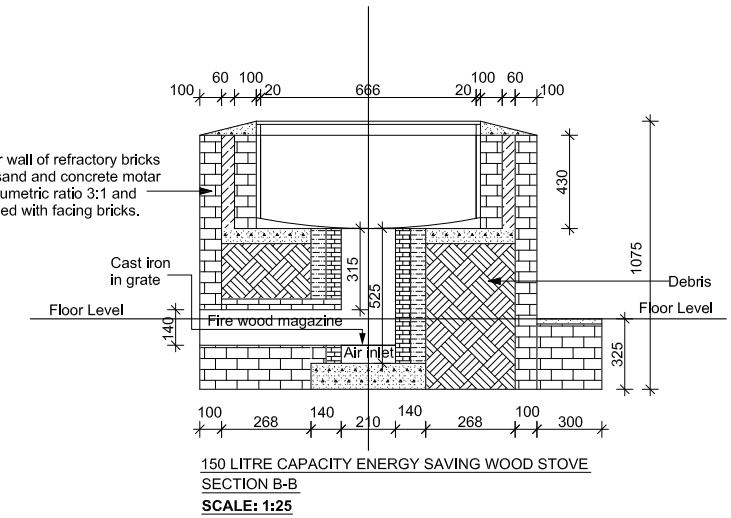 100 60 100 20 666 20 100 60 100
r wall of refractory bricks
sand and concrete motar
umetric ratio 3:1 and
ed with facing bricks.
430
1075
Cast iron
in grate
315
525
Debris
Floor Level
Floor Level
140
Fire wood magazine
Air inlet
325
100 268 140 210 140 268 100 300
150 LITRE CAPACITY ENERGY SAVING WOOD STOVE
SECTION B-B
SCALE: 1:25